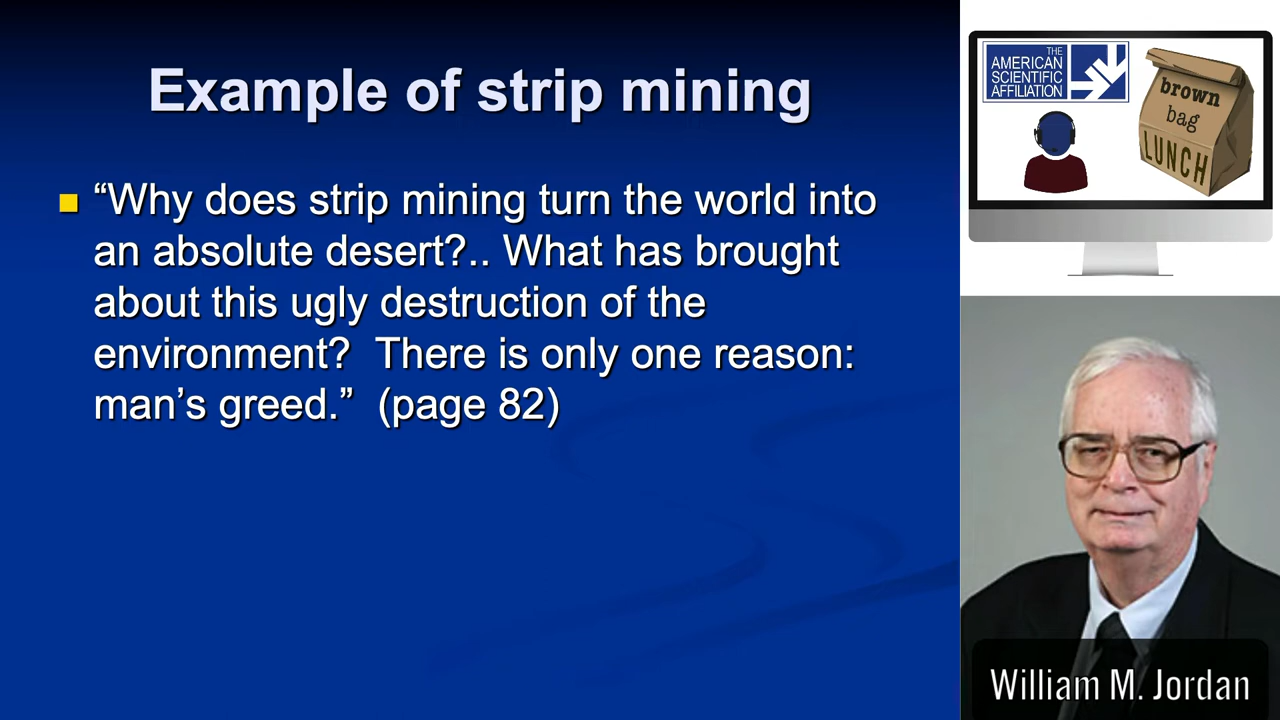 Example of strip mining
“Why does strip mining turn the world into
an absolute desert?.. What has brought
about this ugly destruction of the
environment?  There is only one reason:
man’s greed.”  (page 82)
THE
AMERICAN
SCIENTIFIC
AFFILIATION
brown
bag
LUNCH
William M. Jordan